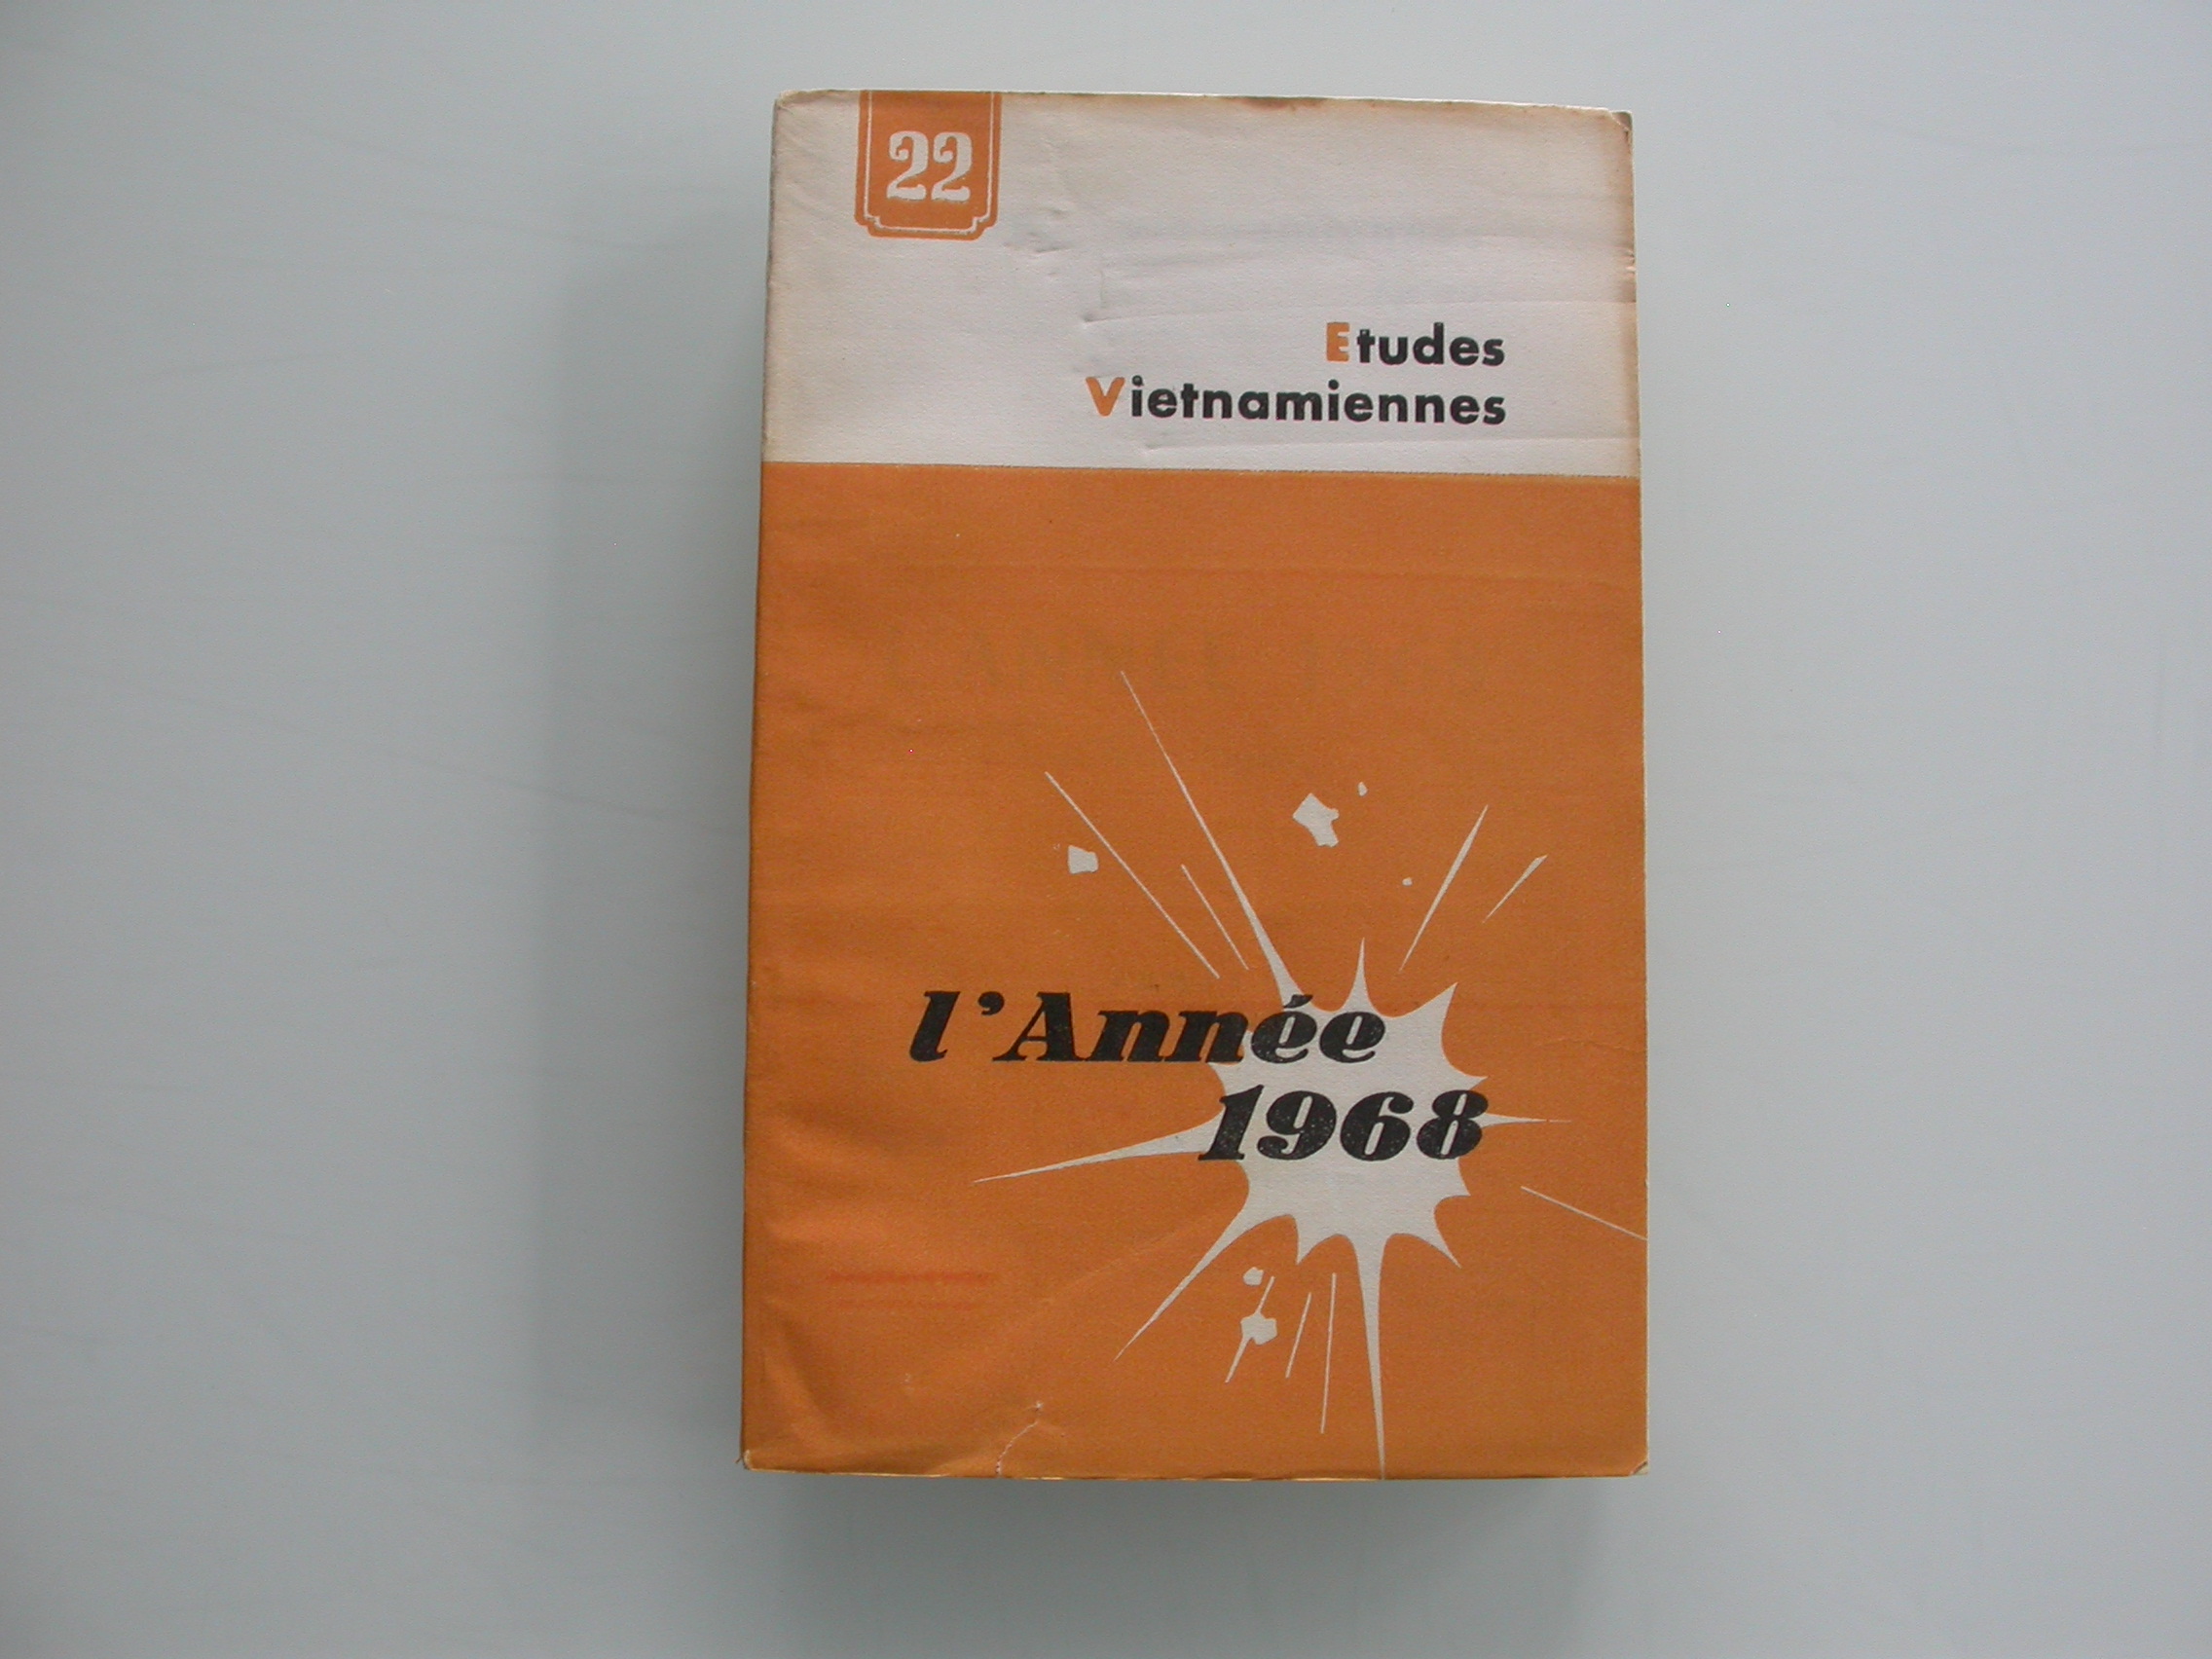 22
Etudes
Vietnamiennes
l'Année
1968